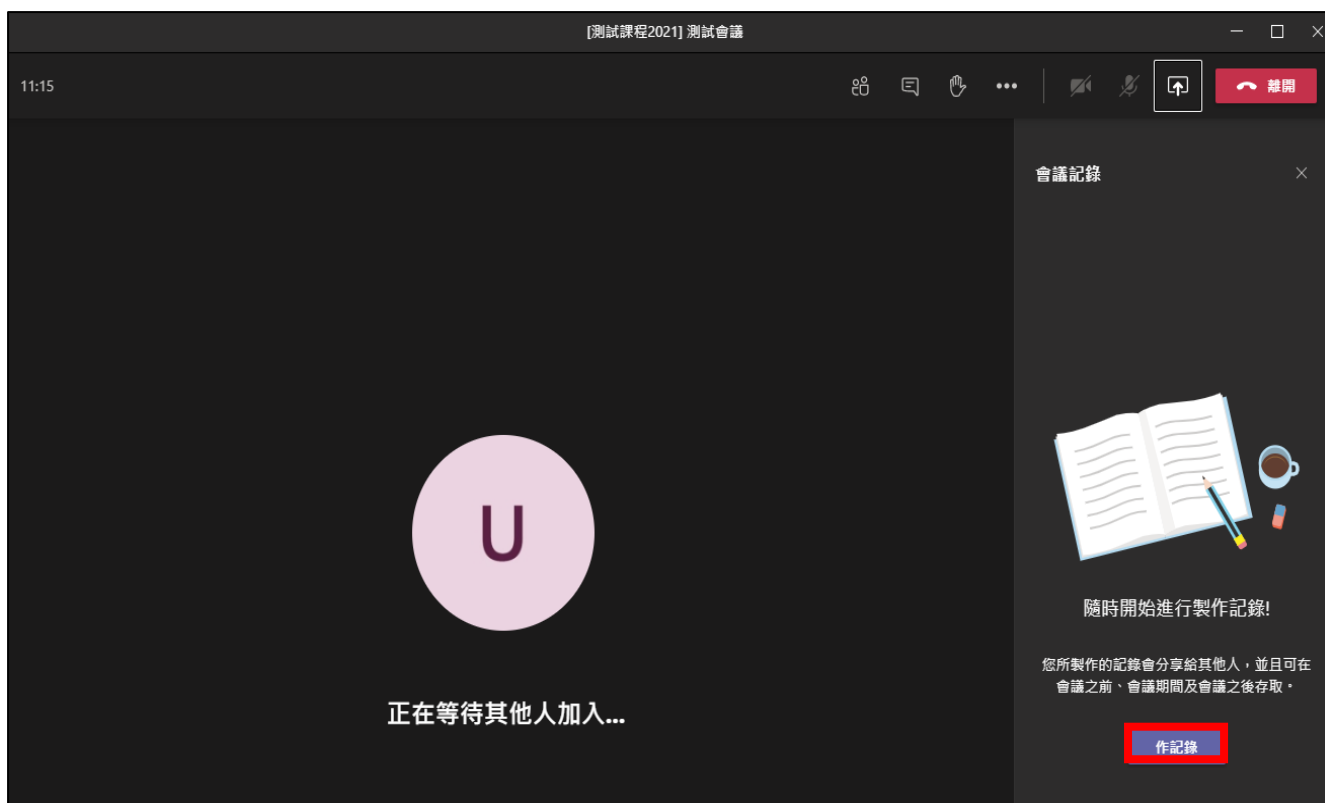 [測試課程2021] 測試會議
11:15
離開
會議記錄
U
正在等待其他人加入...
隨時開始進行製作記錄!
您所製作的記錄會分享給其他人，並且可在
會議之前、會議期間及會議之後存取。
作記錄